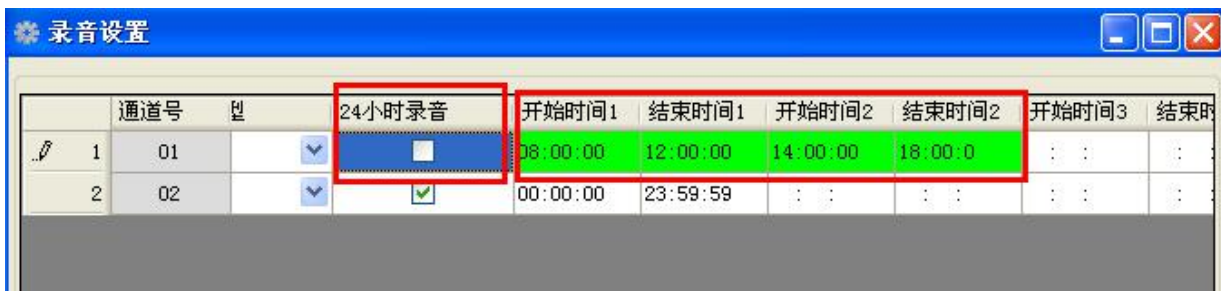 录音设置
通道号 24小时录音 开始时间1 结束时间1 开始时间2 结束时间2 开始时间3 结束时
1 01 08:00:00 12:00:00 14:00:00 18:00:0 : : : :
2 02 00:00:00 23:59:59 : : : : : : : :